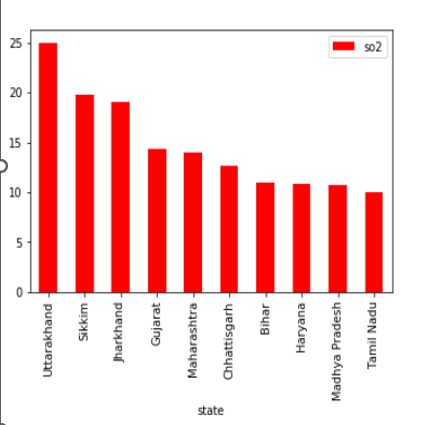 25
20
15
10
5
0
so2
Uttarakhand
Sikkim
Jharkhand
Gujarat
Maharashtra
Chhattisgarh
Bihar
Haryana
Madhya Pradesh
Tamil Nadu
state